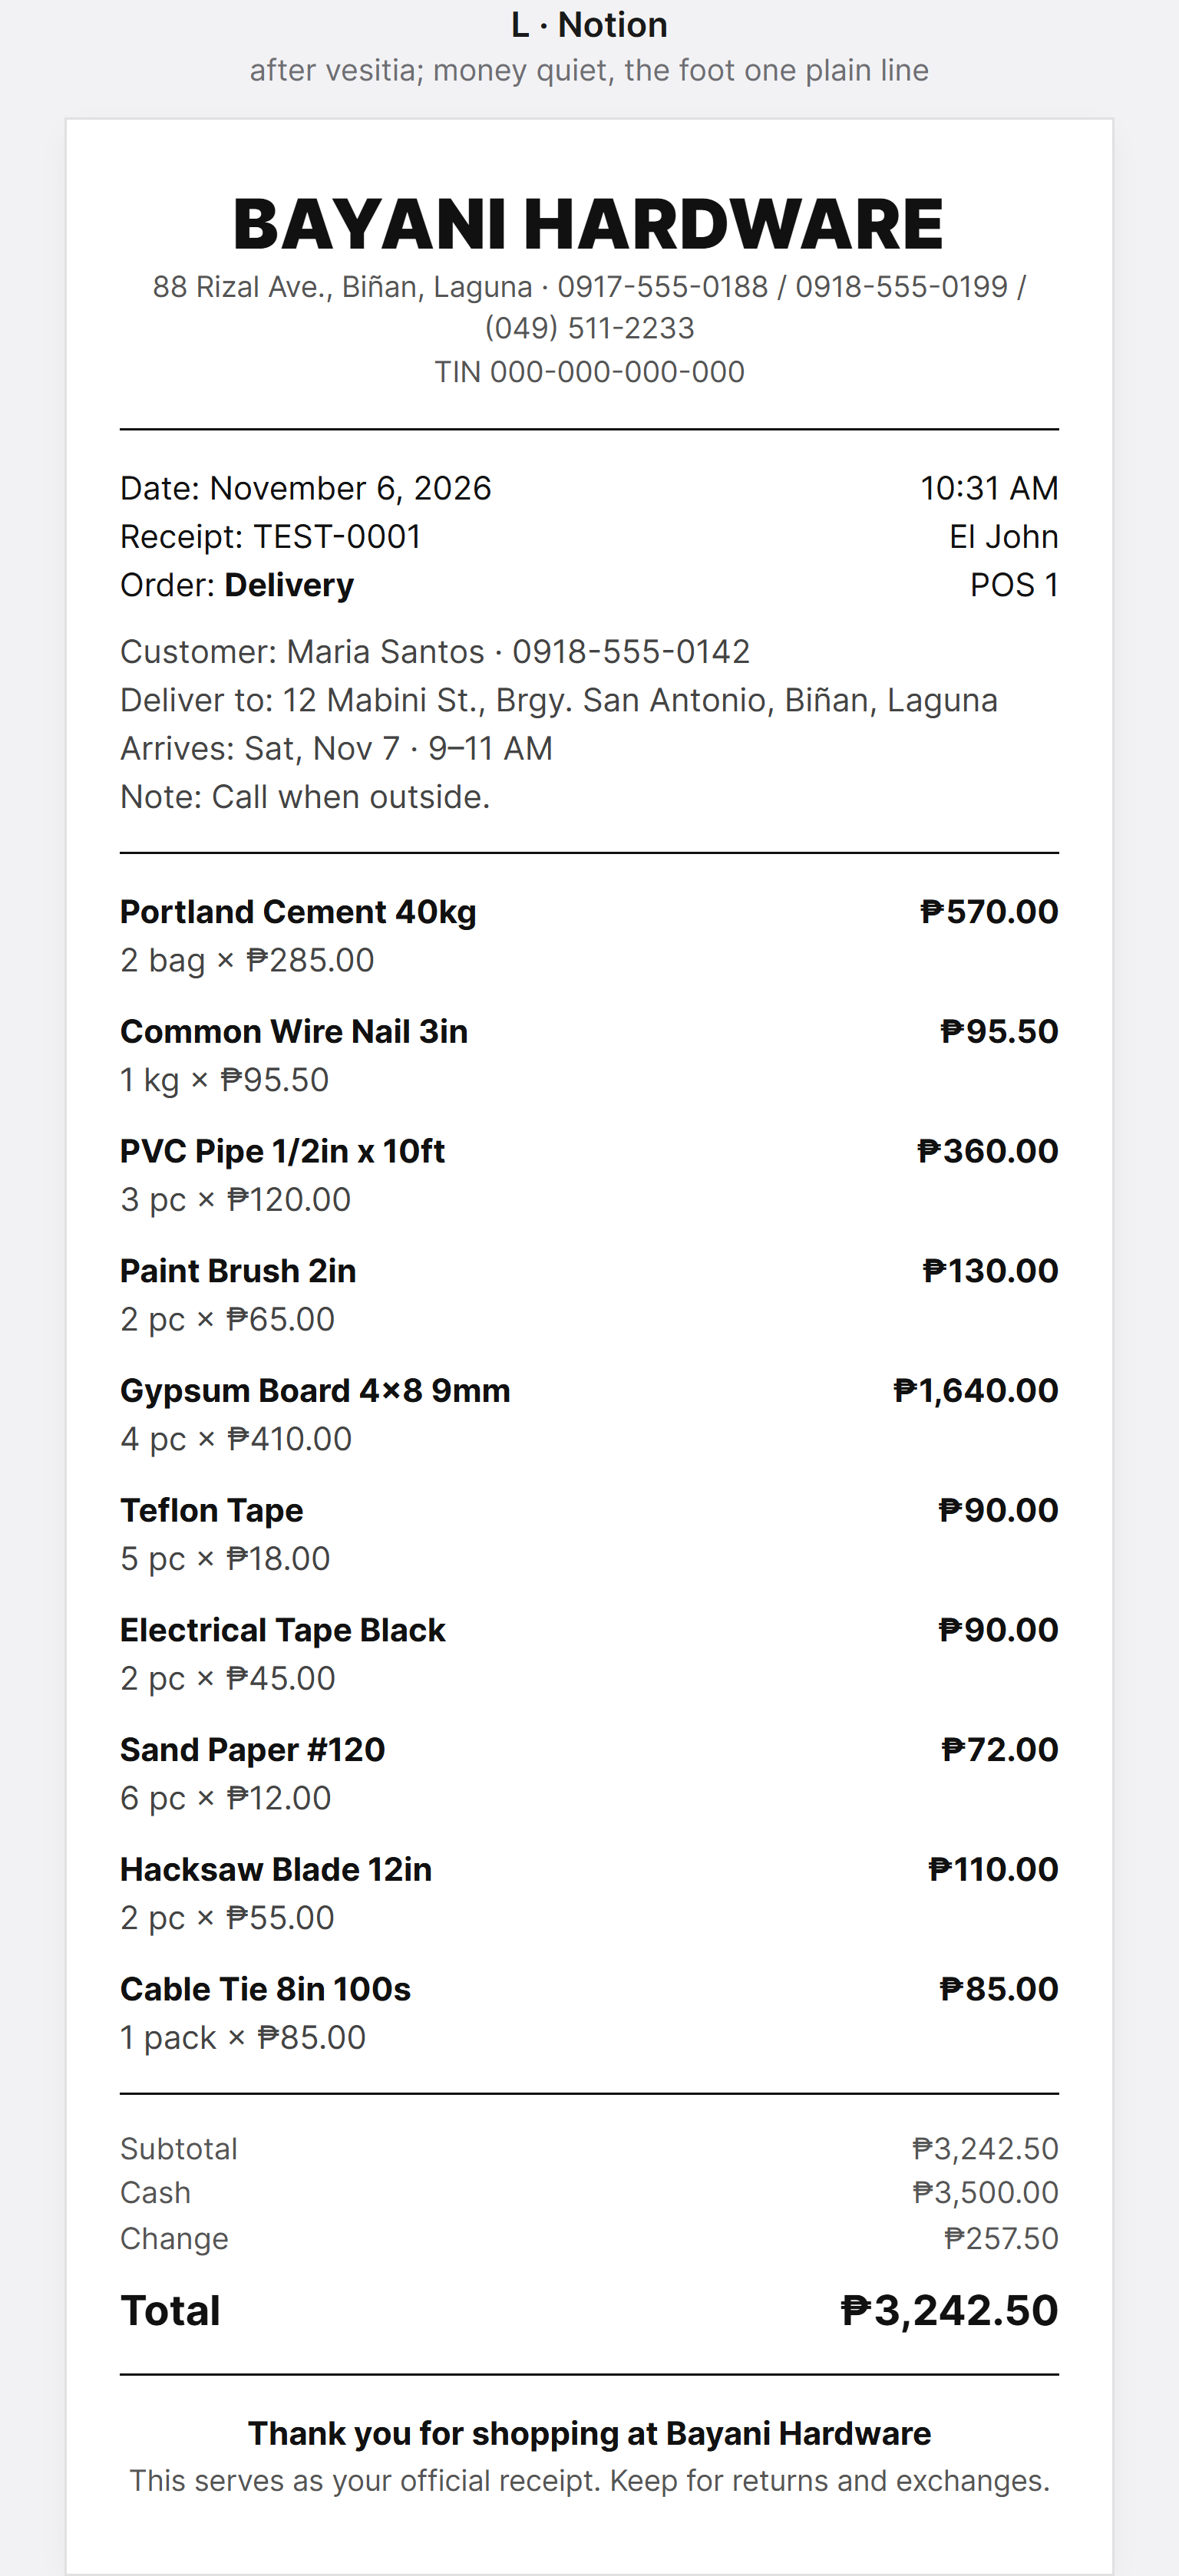 L · Notion
after vesitia; money quiet, the foot one plain line
BAYANI HARDWARE
88 Rizal Ave., Biñan, Laguna · 0917-555-0188 / 0918-555-0199 /
(049) 511-2233
TIN 000-000-000-000
Date: November 6, 2026 10:31 AM
Receipt: TEST-0001 El John
Order: Delivery POS 1
Customer: Maria Santos · 0918-555-0142
Deliver to: 12 Mabini St., Brgy. San Antonio, Biñan, Laguna
Arrives: Sat, Nov 7 · 9–11 AM
Note: Call when outside.
Portland Cement 40kg ₱570.00
2 bag × ₱285.00
Common Wire Nail 3in ₱95.50
1 kg × ₱95.50
PVC Pipe 1/2in x 10ft ₱360.00
3 pc × ₱120.00
Paint Brush 2in ₱130.00
2 pc × ₱65.00
Gypsum Board 4×8 9mm ₱1,640.00
4 pc × ₱410.00
Teflon Tape ₱90.00
5 pc × ₱18.00
Electrical Tape Black ₱90.00
2 pc × ₱45.00
Sand Paper #120 ₱72.00
6 pc × ₱12.00
Hacksaw Blade 12in ₱110.00
2 pc × ₱55.00
Cable Tie 8in 100s ₱85.00
1 pack × ₱85.00
Subtotal ₱3,242.50
Cash ₱3,500.00
Change ₱257.50
Total ₱3,242.50
Thank you for shopping at Bayani Hardware
This serves as your official receipt. Keep for returns and exchanges.